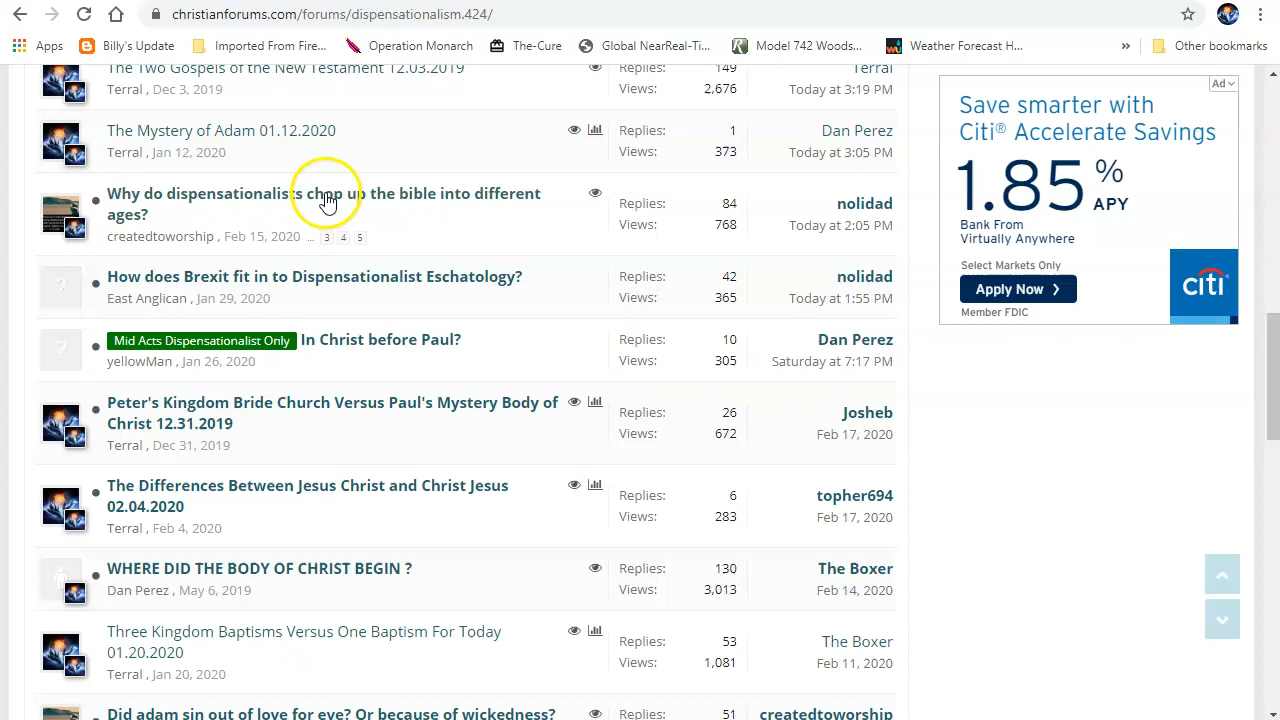 christianforums.com/forums/dispensationalism.424/
Apps Billy's Update Imported From Fire... Operation Monarch The-Cure Global NearReal-Ti... Model 742 Woods... Weather Forecast H... » Other bookmarks
The Two Gospels of the New Testament 12.03.2019 Replies: 149 Terral
Terral , Dec 3, 2019 Views: 2,676 Today at 3:19 PM
The Mystery of Adam 01.12.2020 Replies: 1 Dan Perez
Terral , Jan 12, 2020 Views: 373 Today at 3:05 PM
Why do dispensationalists chop up the bible into different
ages? Replies: 84 nolidad
createdtoworship , Feb 15, 2020 ... 3 4 5 Views: 768 Today at 2:05 PM
How does Brexit fit in to Dispensationalist Eschatology? Replies: 42 nolidad
East Anglican , Jan 29, 2020 Views: 365 Today at 1:55 PM
Mid Acts Dispensationalist Only In Christ before Paul? Replies: 10 Dan Perez
yellowMan , Jan 26, 2020 Views: 305 Saturday at 7:17 PM
Peter's Kingdom Bride Church Versus Paul's Mystery Body of
Christ 12.31.2019 Replies: 26 Josheb
Terral , Dec 31, 2019 Views: 672 Feb 17, 2020
The Differences Between Jesus Christ and Christ Jesus
02.04.2020 Replies: 6 topher694
Terral , Feb 4, 2020 Views: 283 Feb 17, 2020
WHERE DID THE BODY OF CHRIST BEGIN ? Replies: 130 The Boxer
Dan Perez , May 6, 2019 Views: 3,013 Feb 14, 2020
Three Kingdom Baptisms Versus One Baptism For Today
01.20.2020 Replies: 53 The Boxer
Terral , Jan 20, 2020 Views: 1,081 Feb 11, 2020
Did adam sin out of love for eve? Or because of wickedness? Replies: 51 createdtoworship
Ad
Save smarter with
Citi® Accelerate Savings
1.85% APY
Bank From
Virtually Anywhere
Select Markets Only
Apply Now
Member FDIC
citi